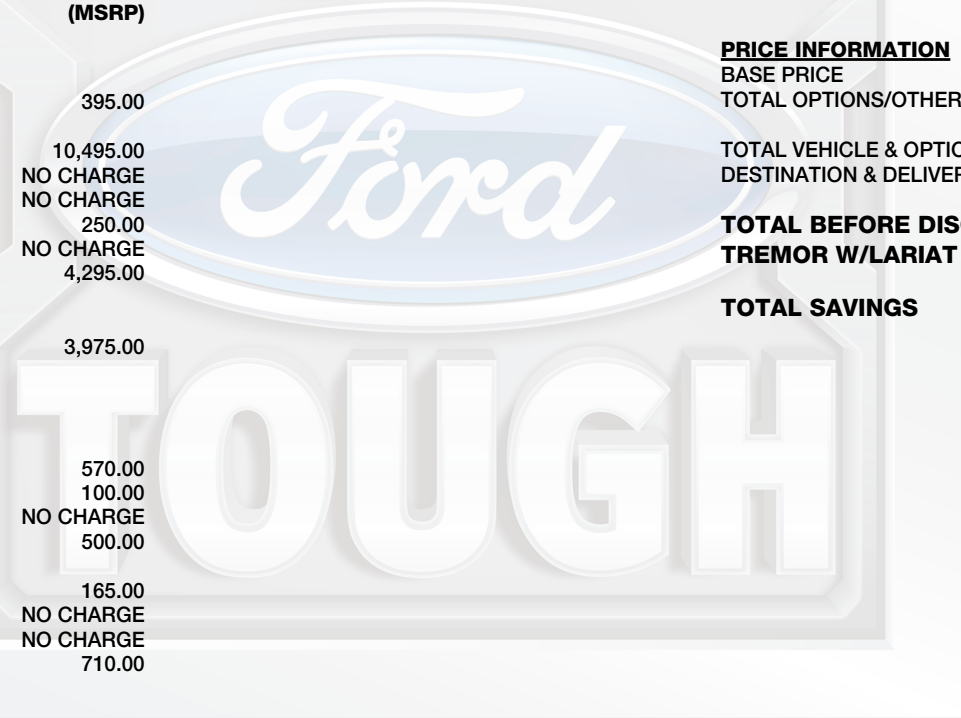 (MSRP)
395.00
10,495.00
NO CHARGE
NO CHARGE
250.00
NO CHARGE
4,295.00
3,975.00
570.00
100.00
NO CHARGE
500.00
165.00
NO CHARGE
NO CHARGE
710.00
PRICE INFORMATION
BASE PRICE
TOTAL OPTIONS/OTHER
TOTAL VEHICLE & OPTIO
DESTINATION & DELIVER
TOTAL BEFORE DIS
TREMOR W/LARIAT
TOTAL SAVINGS
Ford
TOUGH